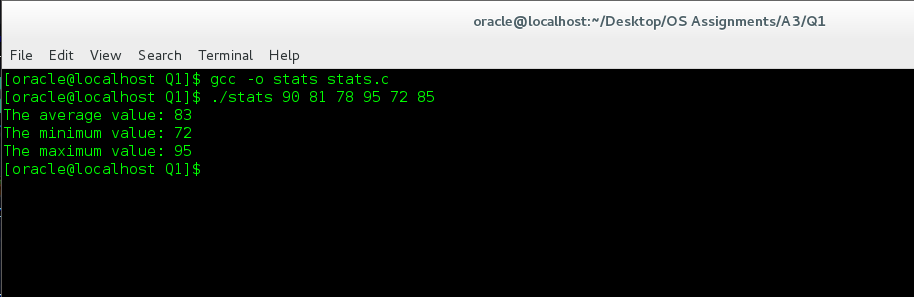 oracle@localhost:~/Desktop/OS Assignments/A3/Q1
File Edit View Search Terminal Help
[oracle@localhost Q1]$ gcc -o stats stats.c
[oracle@localhost Q1]$ ./stats 90 81 78 95 72 85
The average value: 83
The minimum value: 72
The maximum value: 95
[oracle@localhost Q1]$